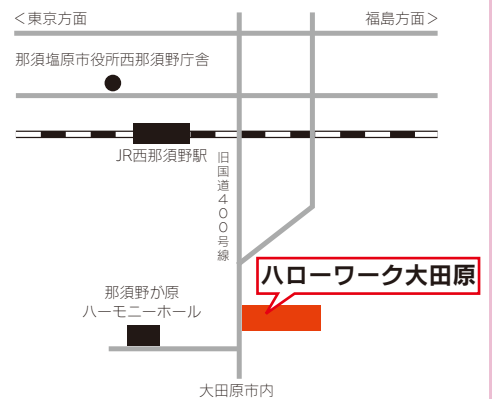 ＜東京方面
福島方面＞
那須塩原市役所西那須野庁舎
JR西那須野駅
旧国道400号線
ハローワーク大田原
那須野が原
ハーモニーホール
大田原市内